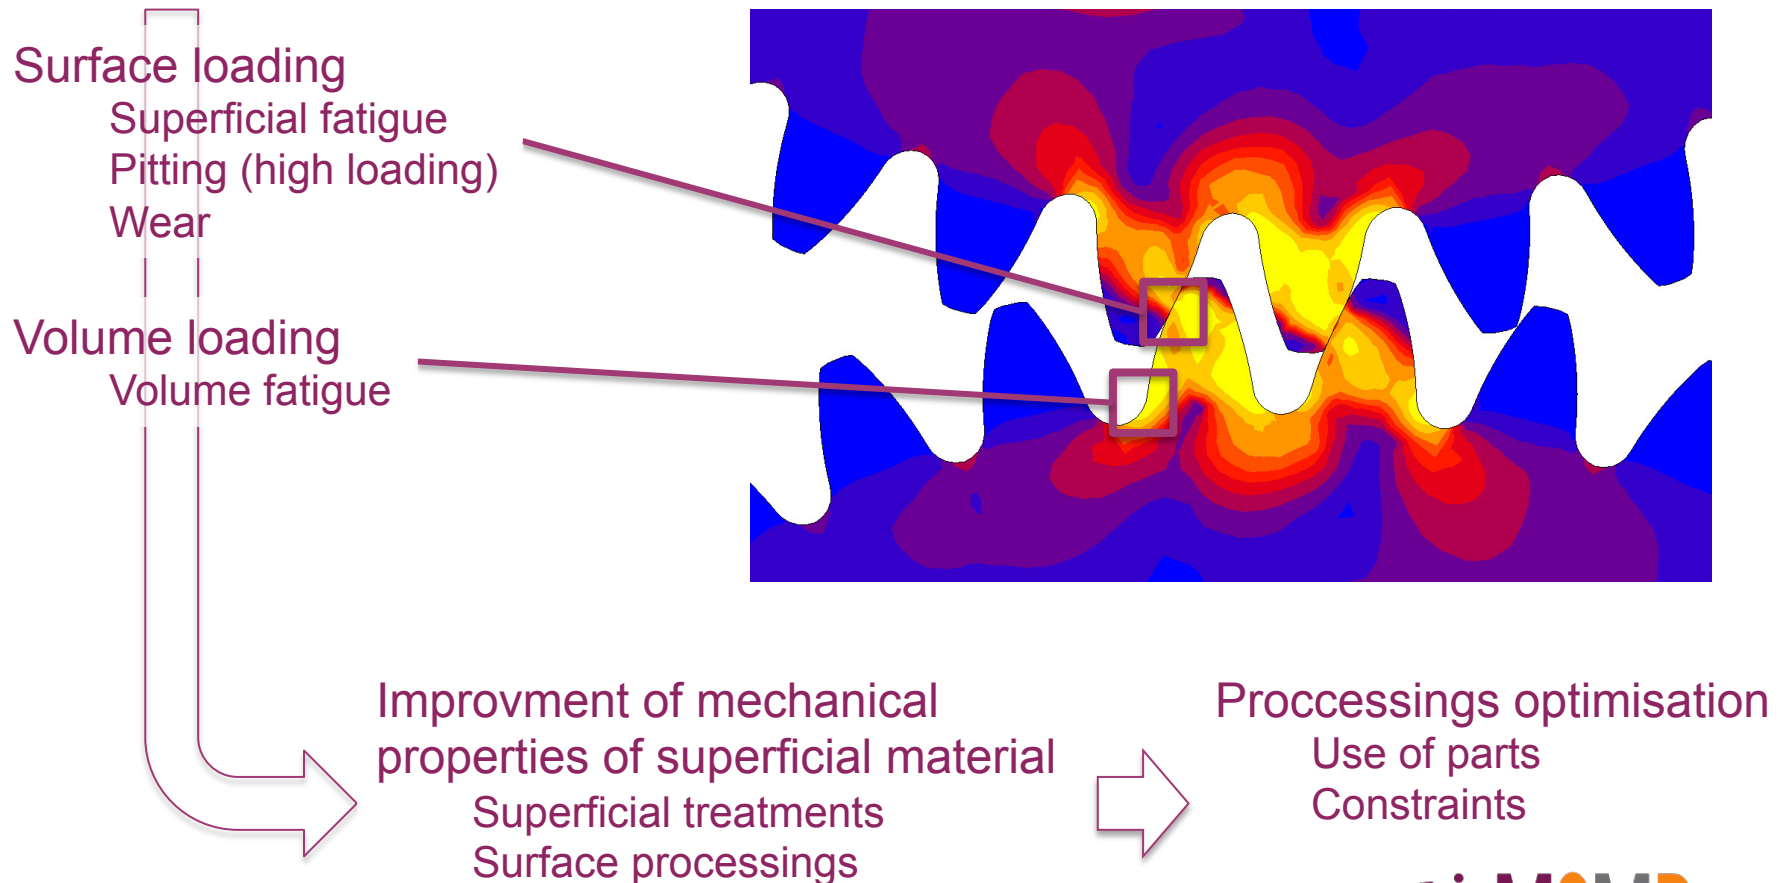 Surface loading
Superficial fatigue
Pitting (high loading)
Wear
Volume loading
Volume fatigue
Improvment of mechanical
properties of superficial material
Superficial treatments
Surface processings
Proccessings optimisation
Use of parts
Constraints